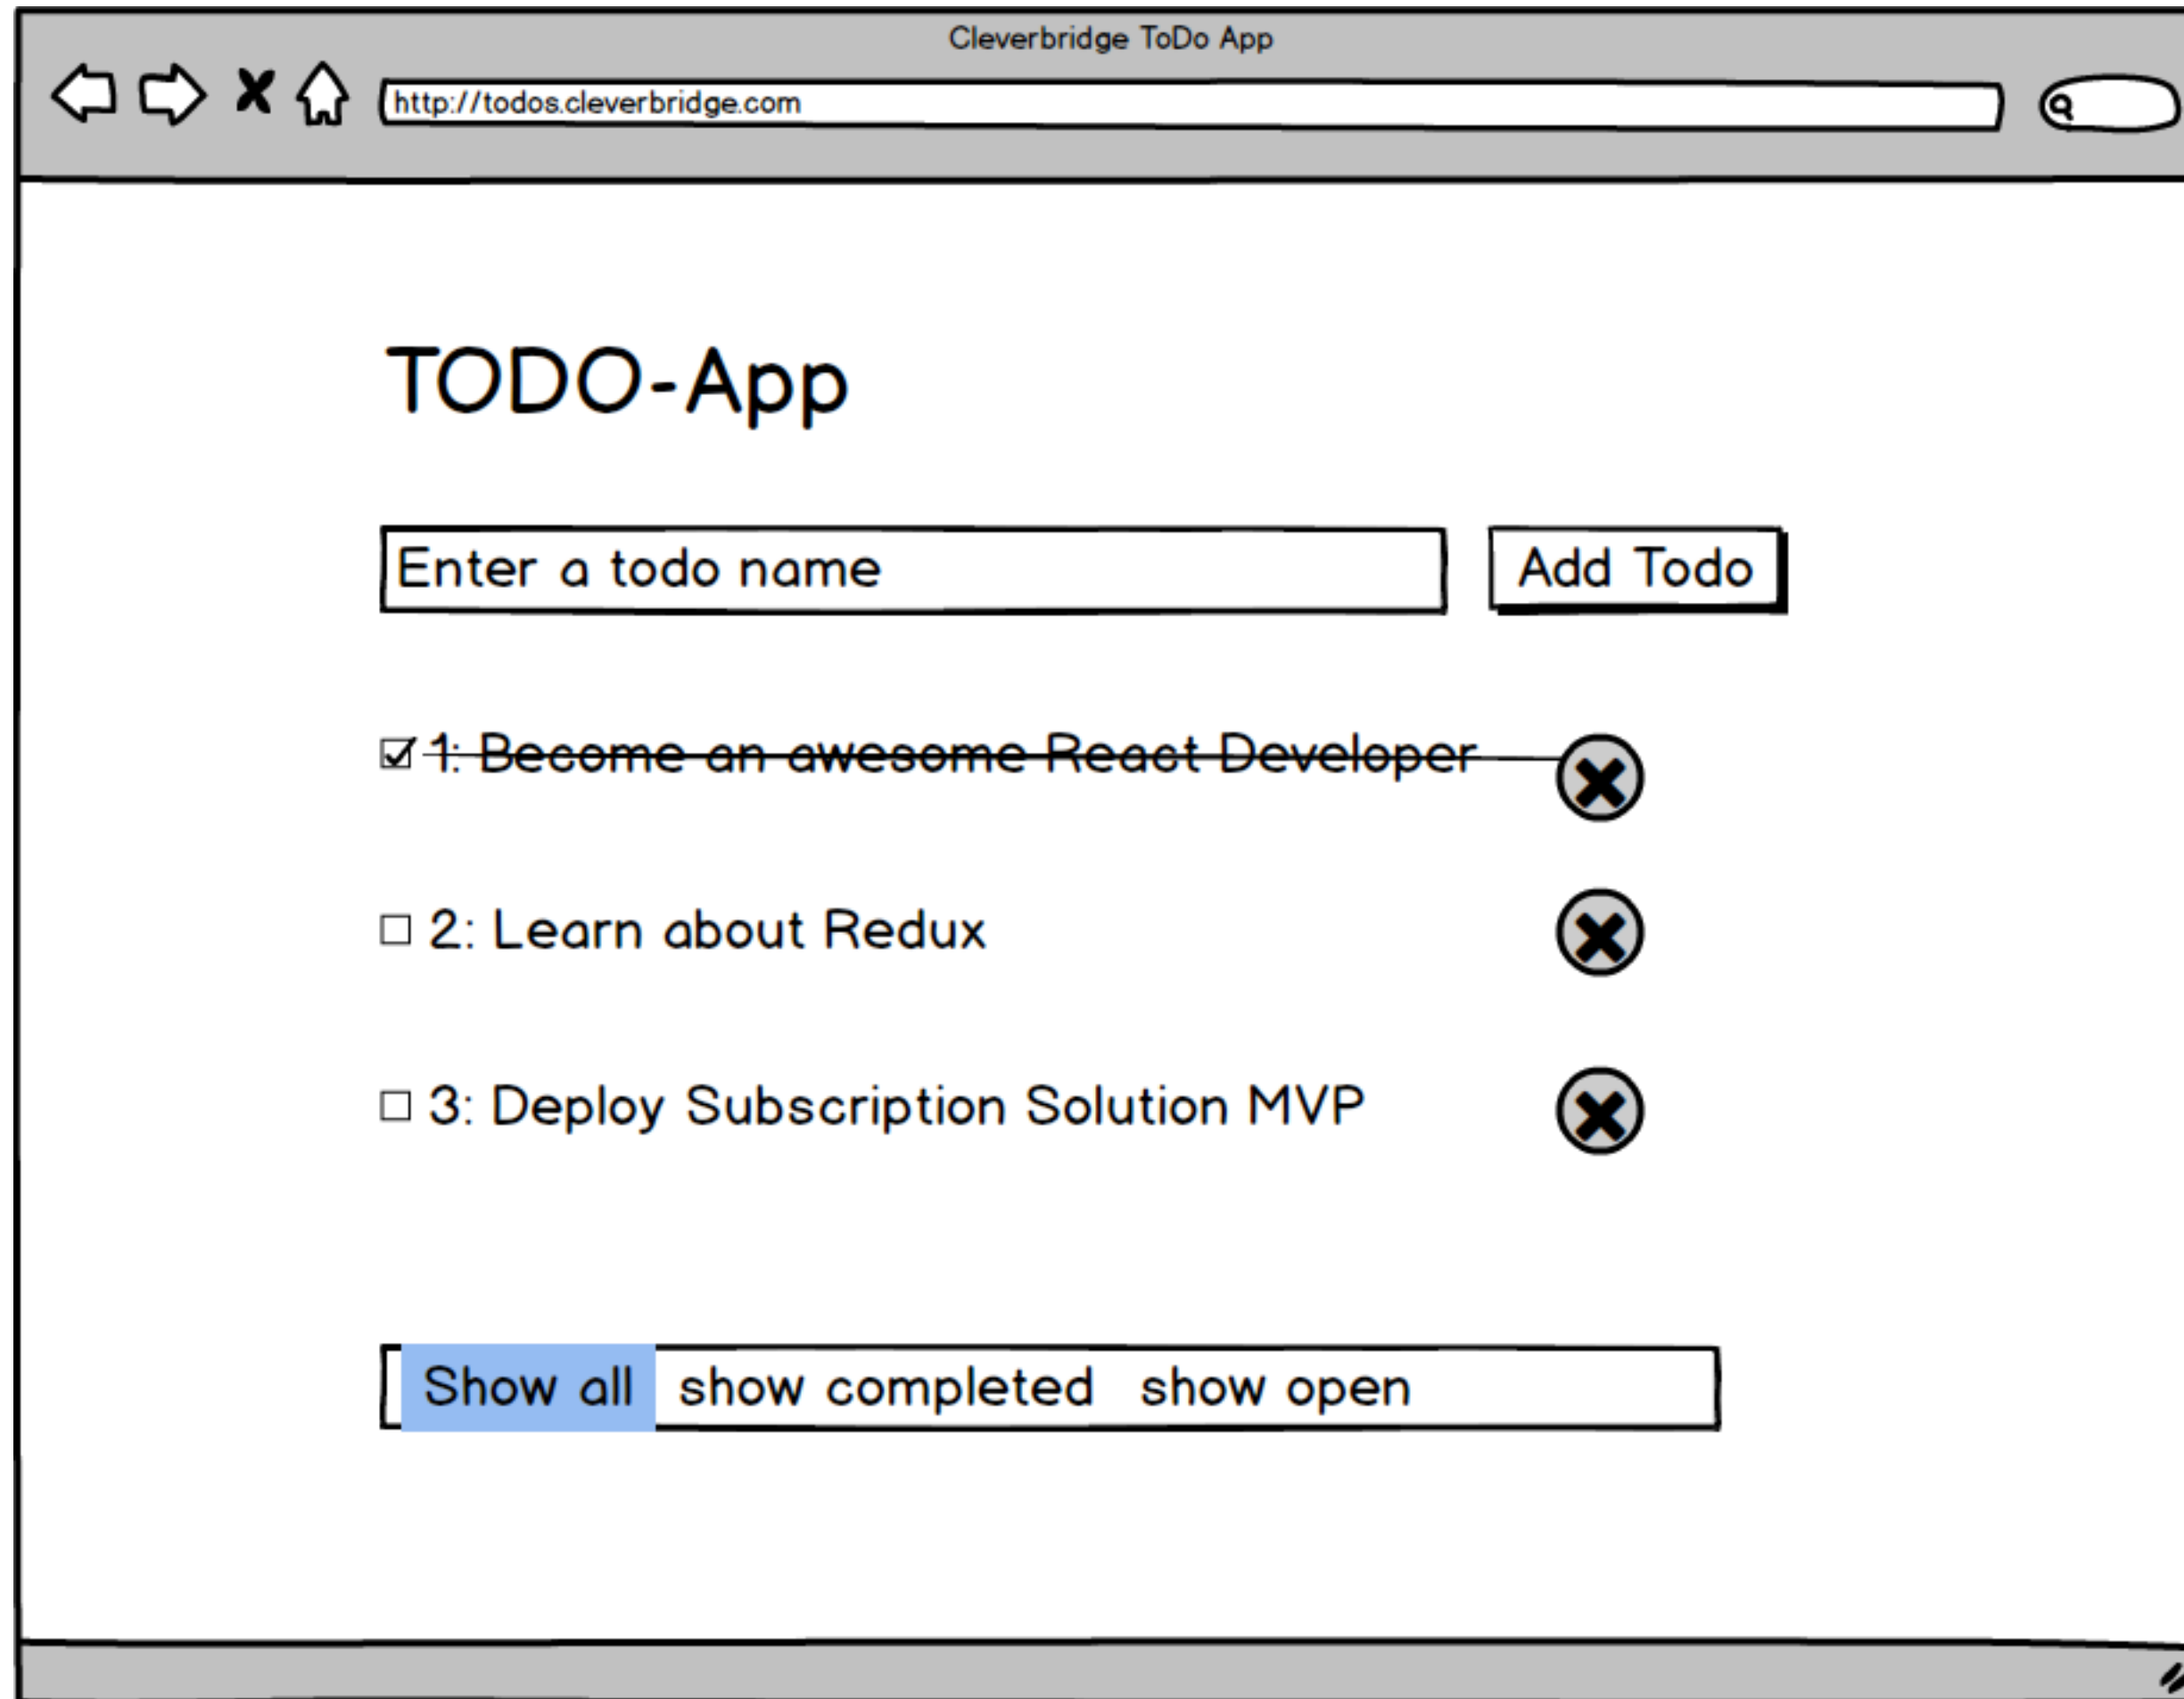 Cleverbridge ToDo App
http://todos.cleverbridge.com
TODO-App
Enter a todo name
Add Todo
1: Become an awesome React Developer
2: Learn about Redux
3: Deploy Subscription Solution MVP
Show all show completed show open